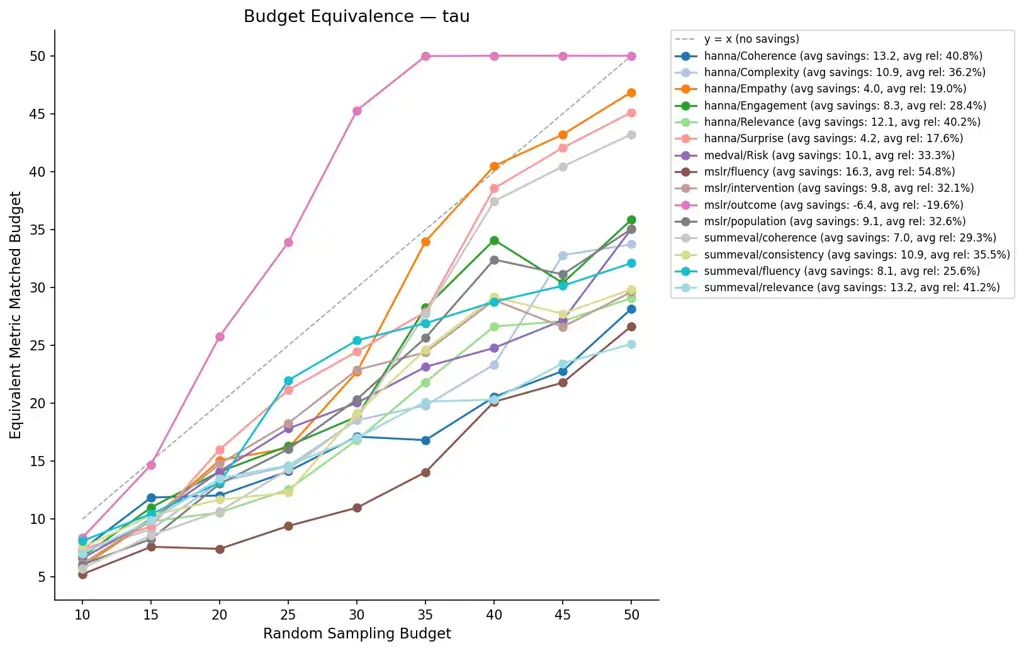 Budget Equivalence — tau
Equivalent Metric Matched Budget
50
45
40
35
30
25
20
15
10
5
10 15 20 25 30 35 40 45 50
Random Sampling Budget
y = x (no savings)
hanna/Coherence (avg savings: 13.2, avg rel: 40.8%)
hanna/Complexity (avg savings: 10.9, avg rel: 36.2%)
hanna/Empathy (avg savings: 4.0, avg rel: 19.0%)
hanna/Engagement (avg savings: 8.3, avg rel: 28.4%)
hanna/Relevance (avg savings: 12.1, avg rel: 40.2%)
hanna/Surprise (avg savings: 4.2, avg rel: 17.6%)
medval/Risk (avg savings: 10.1, avg rel: 33.3%)
mslr/fluency (avg savings: 16.3, avg rel: 54.8%)
mslr/intervention (avg savings: 9.8, avg rel: 32.1%)
mslr/outcome (avg savings: -6.4, avg rel: -19.6%)
mslr/population (avg savings: 9.1, avg rel: 32.6%)
summeval/coherence (avg savings: 7.0, avg rel: 29.3%)
summeval/consistency (avg savings: 10.9, avg rel: 35.5%)
summeval/fluency (avg savings: 8.1, avg rel: 25.6%)
summeval/relevance (avg savings: 13.2, avg rel: 41.2%)